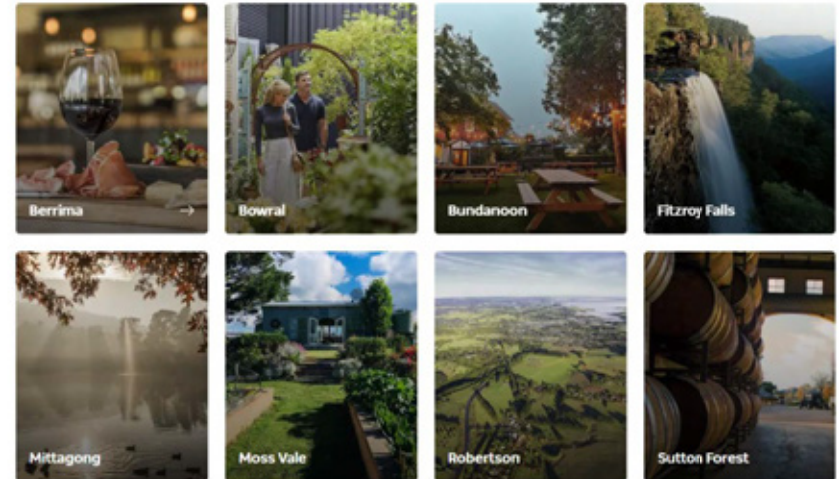 Berrima
Bowral
Bundanoon
Fitzroy Falls
Mittagong
Moss Vale
Robertson
Sutton Forest